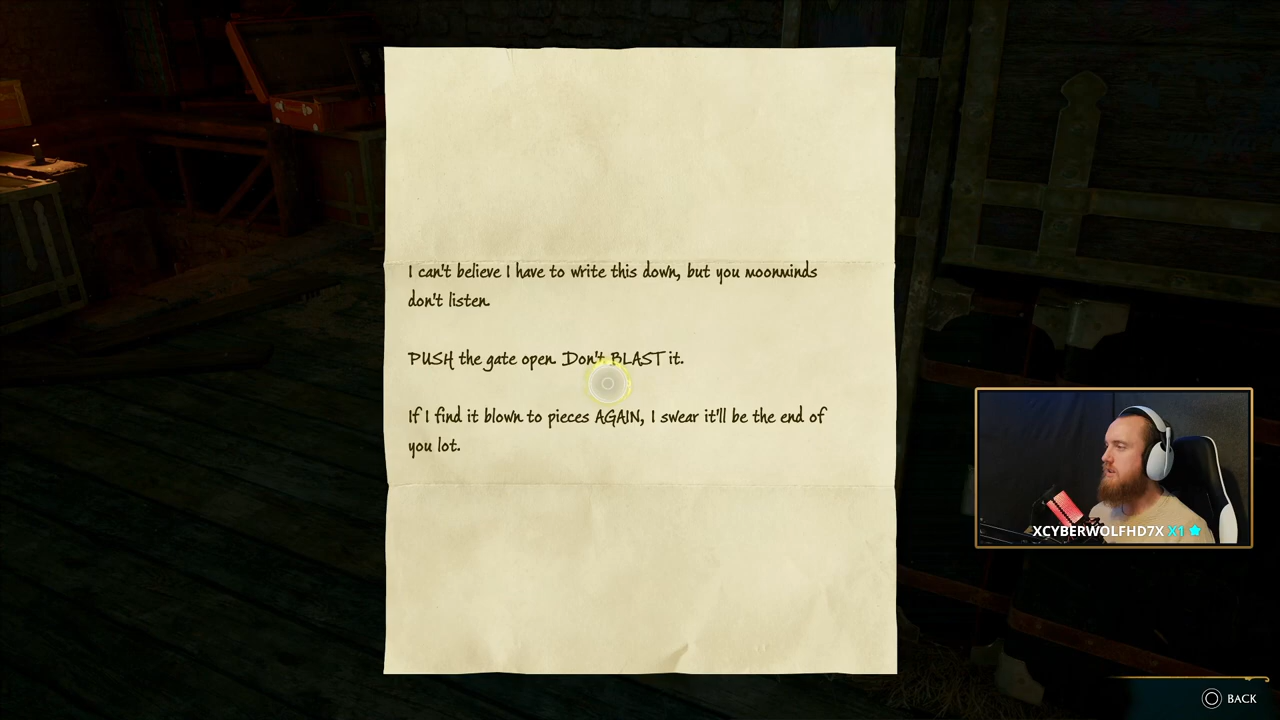 I can't believe I have to write this down, but you moonminds
don't listen.
PUSH the gate open. Don't BLAST it.
If I find it blown to pieces AGAIN, I swear it'll be the end of
you lot.
XCYBERWOLFHD7X X1
BACK